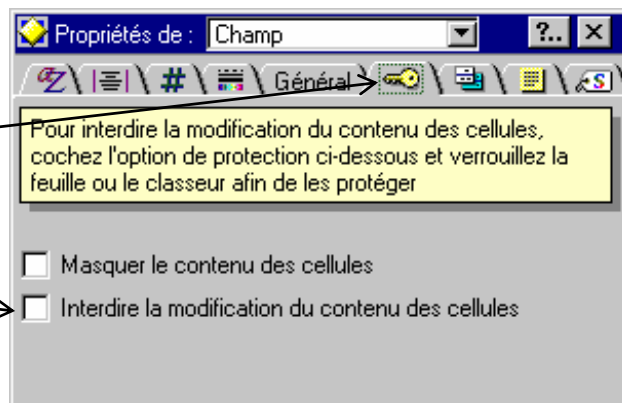 Propriétés de : Champ ?..
aZ # Général S
Pour interdire la modification du contenu des cellules,
cochez l'option de protection ci-dessous et verrouillez la
feuille ou le classeur afin de les protéger
Masquer le contenu des cellules
Interdire la modification du contenu des cellules